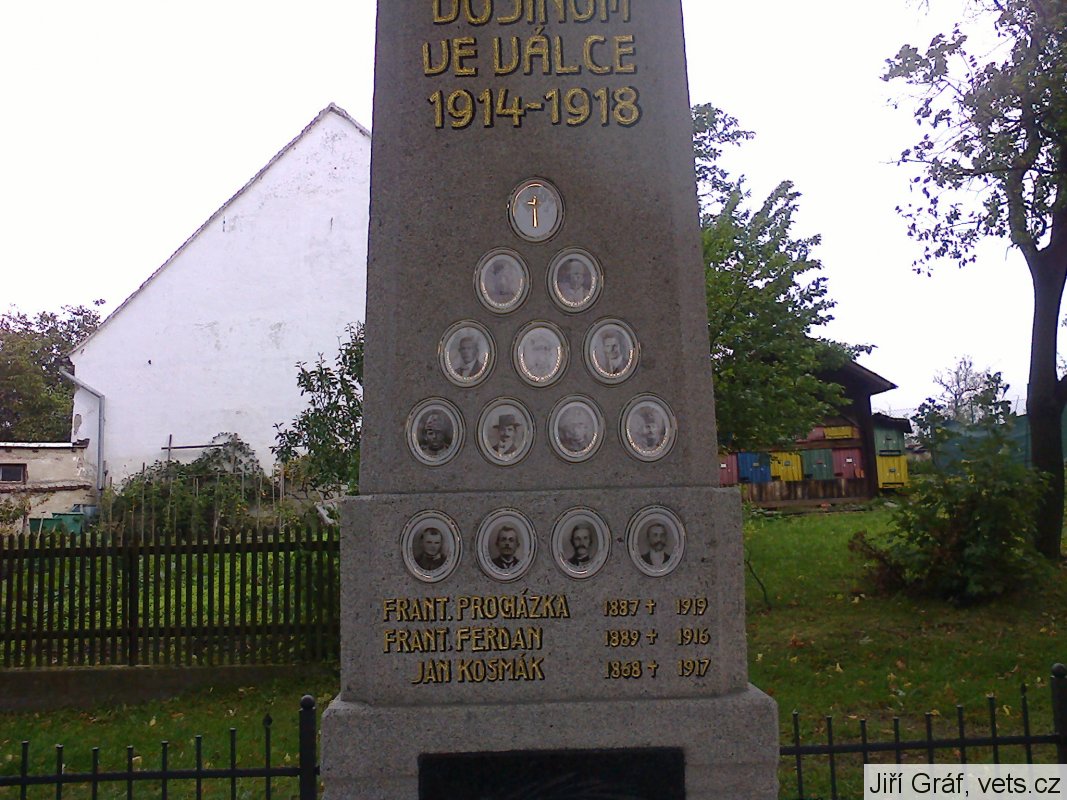 VE VÁLCE
1914-1918
FRANT. PROCHÁZKA 1887 ✝ 1919
FRANT. FERDAN 1889 ✝ 1916
JAN KOSMÁK 1868 ✝ 1917
Jiří Gráf, vets.cz